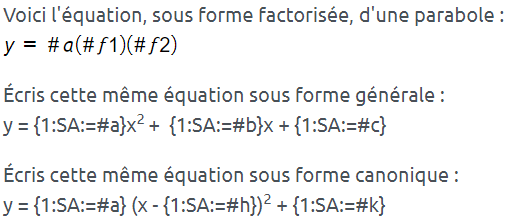 Voici l'équation, sous forme factorisée, d'une parabole :
y = #a(#f1)(#f2)
Écris cette même équation sous forme générale :
y = {1:SA:=#a}x² + {1:SA:=#b}x + {1:SA:=#c}
Écris cette même équation sous forme canonique :
y = {1:SA:=#a} (x - {1:SA:=#h})² + {1:SA:=#k}